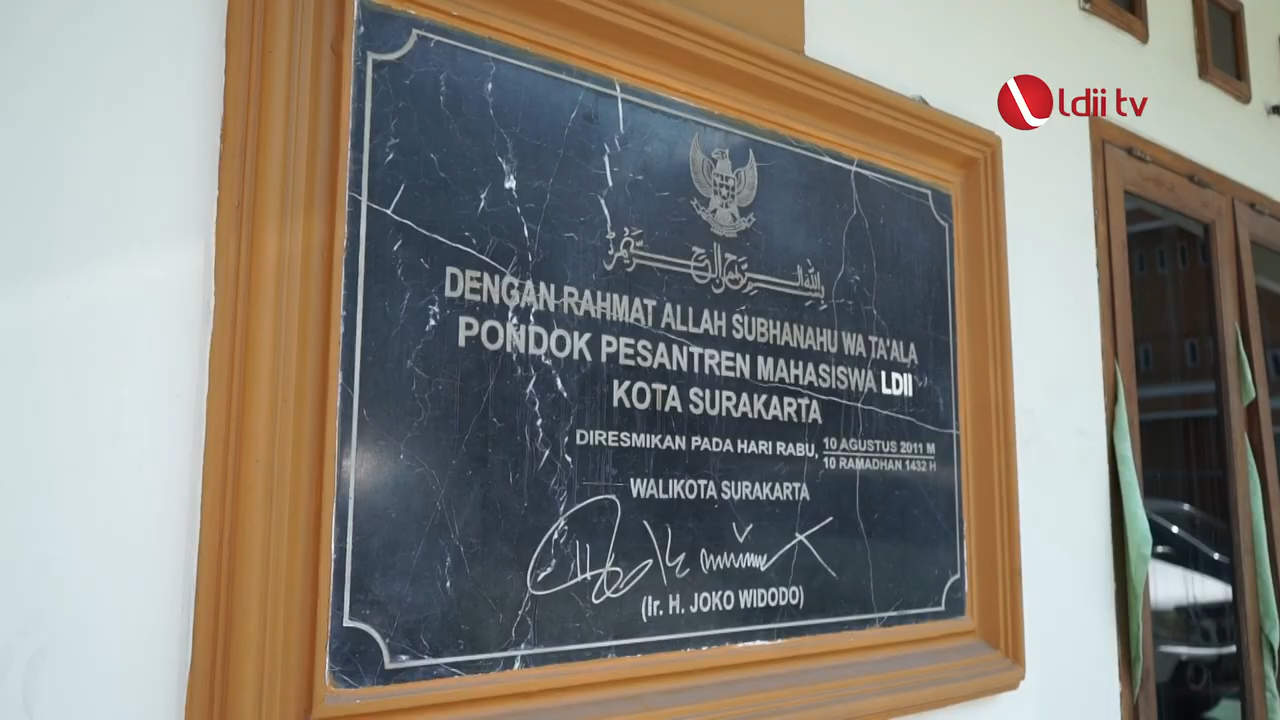 ldii tv
بسم الله الرحمن الرحيم
DENGAN RAHMAT ALLAH SUBHANAHU WA TA'ALA
PONDOK PESANTREN MAHASISWA LDII
KOTA SURAKARTA
DIRESMIKAN PADA HARI RABU, 10 AGUSTUS 2011 M
10 RAMADHAN 1432 H
WALIKOTA SURAKARTA
(Ir. H. JOKO WIDODO)